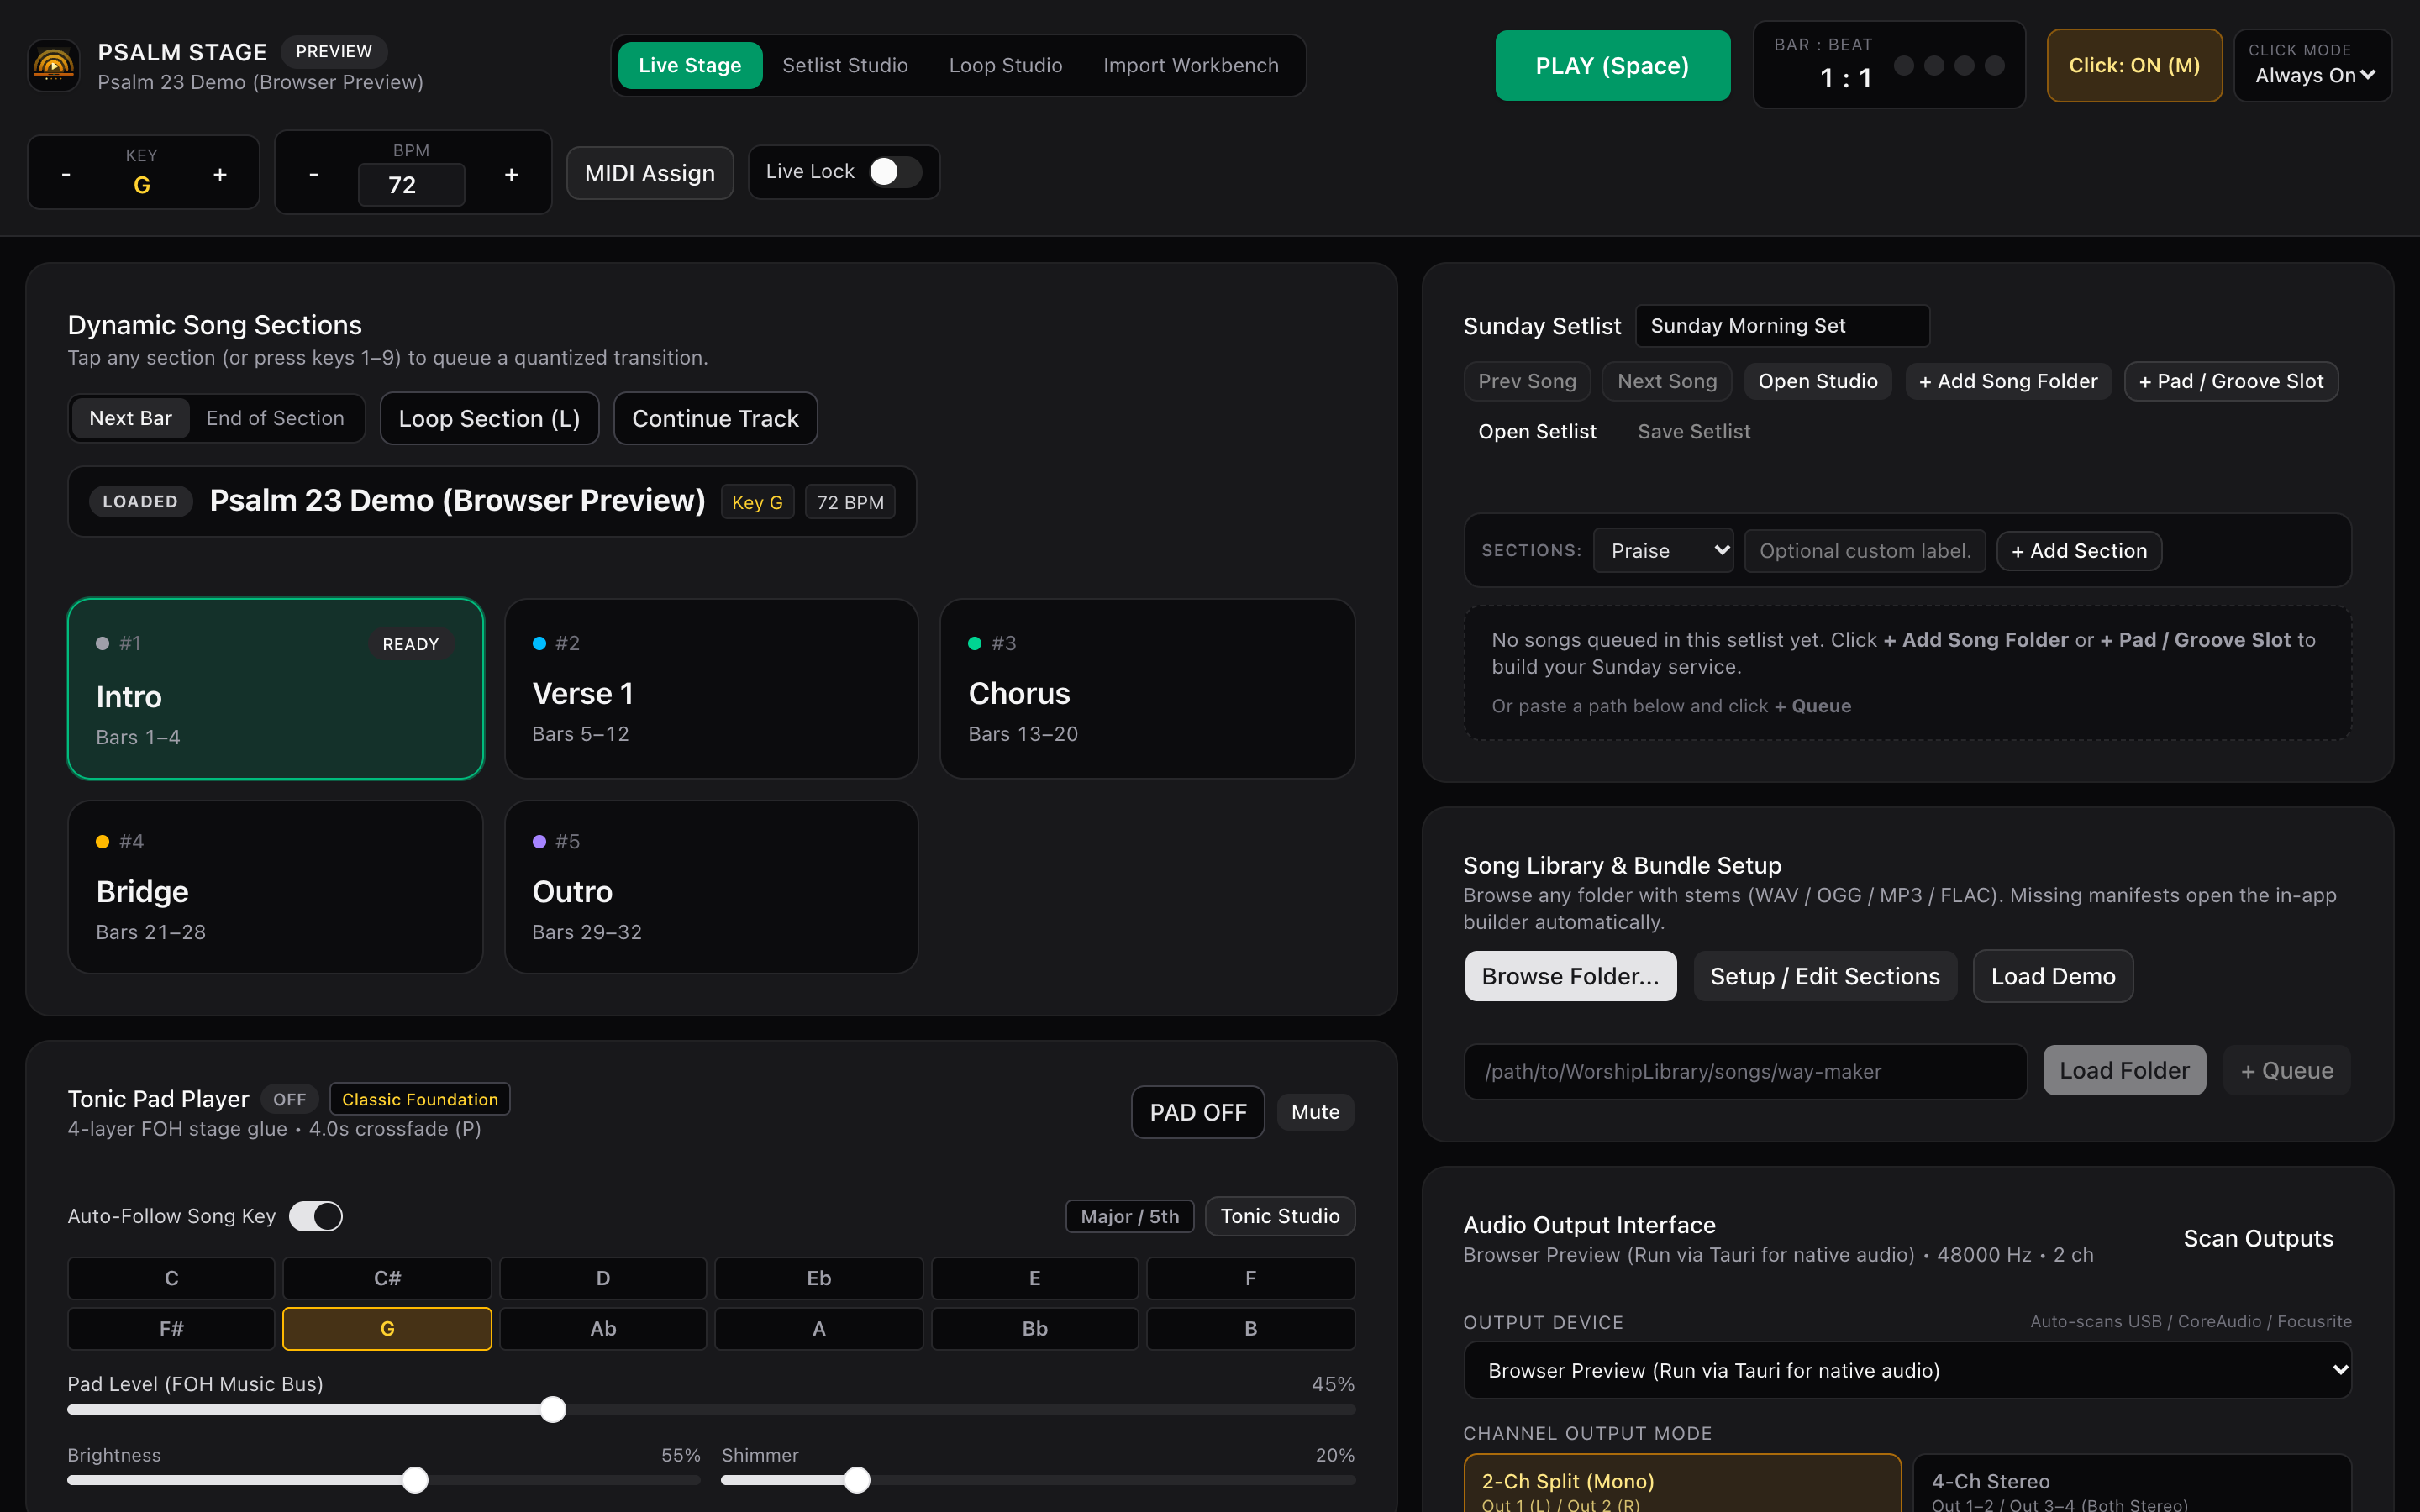 PSALM STAGE PREVIEW
Psalm 23 Demo (Browser Preview)
Live Stage Setlist Studio Loop Studio Import Workbench
PLAY (Space)
BAR : BEAT
1 : 1
Click: ON (M)
CLICK MODE
Always On
- KEY +
G
- BPM +
72
MIDI Assign
Live Lock
Dynamic Song Sections
Tap any section (or press keys 1–9) to queue a quantized transition.
Next Bar End of Section Loop Section (L) Continue Track
LOADED Psalm 23 Demo (Browser Preview) Key G 72 BPM
#1 READY
Intro
Bars 1–4
#2
Verse 1
Bars 5–12
#3
Chorus
Bars 13–20
#4
Bridge
Bars 21–28
#5
Outro
Bars 29–32
Tonic Pad Player OFF Classic Foundation
4-layer FOH stage glue • 4.0s crossfade (P)
PAD OFF Mute
Auto-Follow Song Key
Major / 5th Tonic Studio
C C# D Eb E F
F# G Ab A Bb B
Pad Level (FOH Music Bus) 45%
Brightness 55% Shimmer 20%
Sunday Setlist Sunday Morning Set
Prev Song Next Song Open Studio + Add Song Folder + Pad / Groove Slot
Open Setlist Save Setlist
SECTIONS: Praise Optional custom label. + Add Section
No songs queued in this setlist yet. Click + Add Song Folder or + Pad / Groove Slot to
build your Sunday service.
Or paste a path below and click + Queue
Song Library & Bundle Setup
Browse any folder with stems (WAV / OGG / MP3 / FLAC). Missing manifests open the in-app
builder automatically.
Browse Folder... Setup / Edit Sections Load Demo
/path/to/WorshipLibrary/songs/way-maker Load Folder + Queue
Audio Output Interface
Browser Preview (Run via Tauri for native audio) • 48000 Hz • 2 ch
Scan Outputs
OUTPUT DEVICE Auto-scans USB / CoreAudio / Focusrite
Browser Preview (Run via Tauri for native audio)
CHANNEL OUTPUT MODE
2-Ch Split (Mono)
Out 1 (L) / Out 2 (R)
4-Ch Stereo
Out 1–2 / Out 3–4 (Both Stereo)